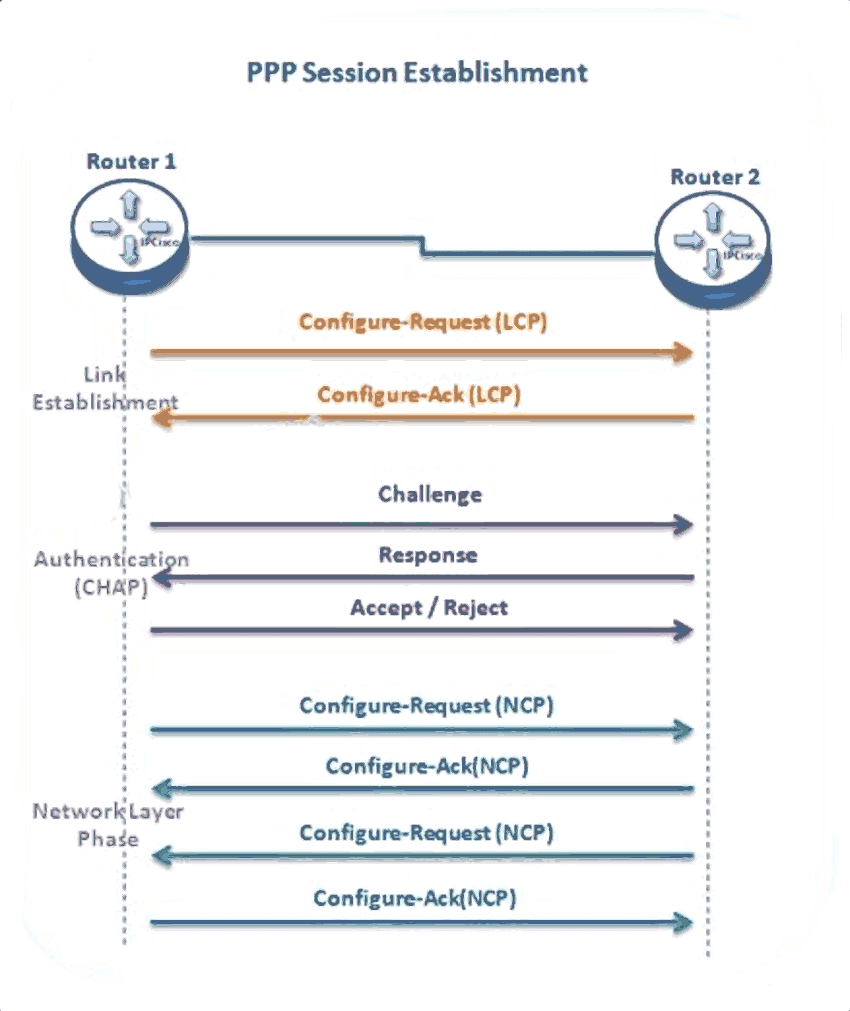 PPP Session Establishment
Router 1
Router 2
IPCisco
IPCisco
Configure-Request (LCP)
Link
Establishment
Configure-Ack (LCP)
Challenge
Authentication
(CHAP)
Response
Accept / Reject
Configure-Request (NCP)
Configure-Ack(NCP)
Network Layer
Phase
Configure-Request (NCP)
Configure-Ack(NCP)